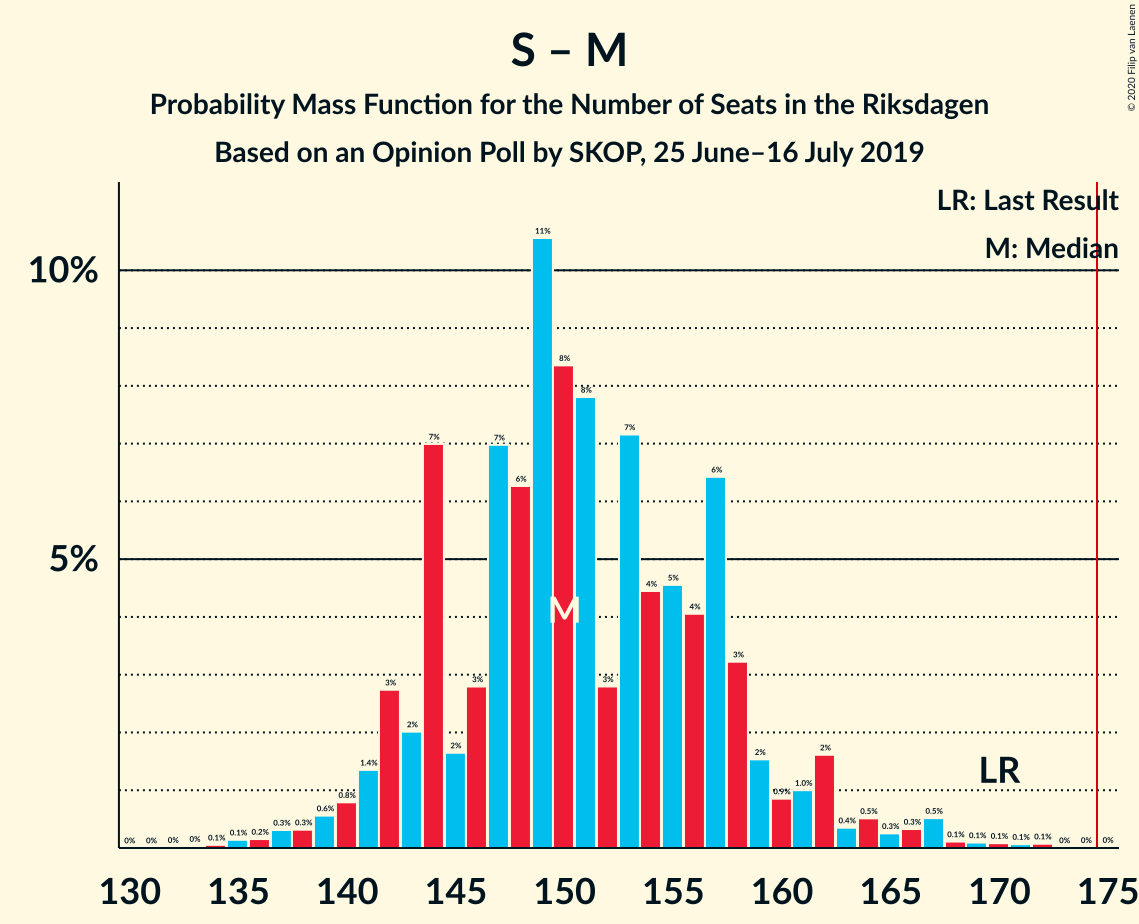 S – M
Probability Mass Function for the Number of Seats in the Riksdagen
Based on an Opinion Poll by SKOP, 25 June–16 July 2019
© 2020 Filip van Laenen
LR: Last Result
M: Median
10%
5%
0% 0% 0% 0% 0.1% 0.1% 0.2% 0.3% 0.3% 0.6% 0.8% 1.4% 3% 2% 7% 2% 3% 7% 6% 11% 8% 8% 3% 7% 4% 5% 4% 6% 3% 2% 0.9% 1.0% 2% 0.4% 0.5% 0.3% 0.3% 0.5% 0.1% 0.1% 0.1% 0.1% 0.1% 0% 0% 0%
M
LR
130 135 140 145 150 155 160 165 170 175